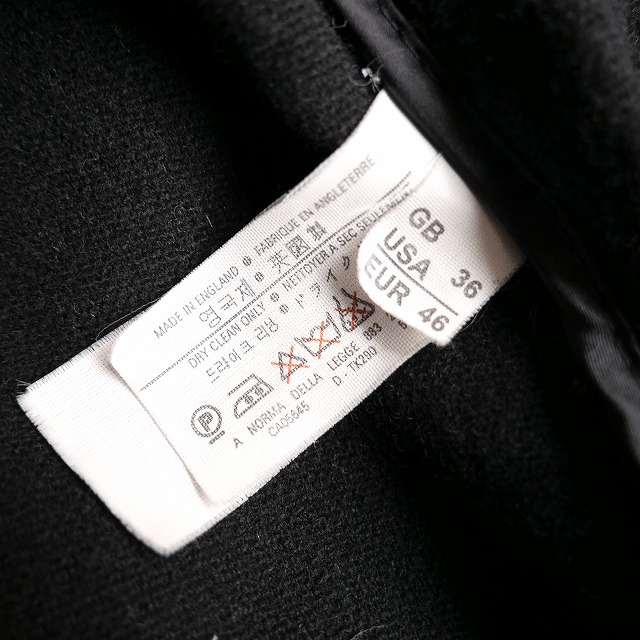 MADE IN ENGLAND • FABRIQUE EN ANGLETERRE
영국제 • 英國製
DRY CLEAN ONLY • NETTOYER A SEC SEULEMENT
드라이크리닝 • ドライク
P
A NORMA DELLA LEGGE 883
CA05645 D-TK200
GB
USA 36
EUR 46